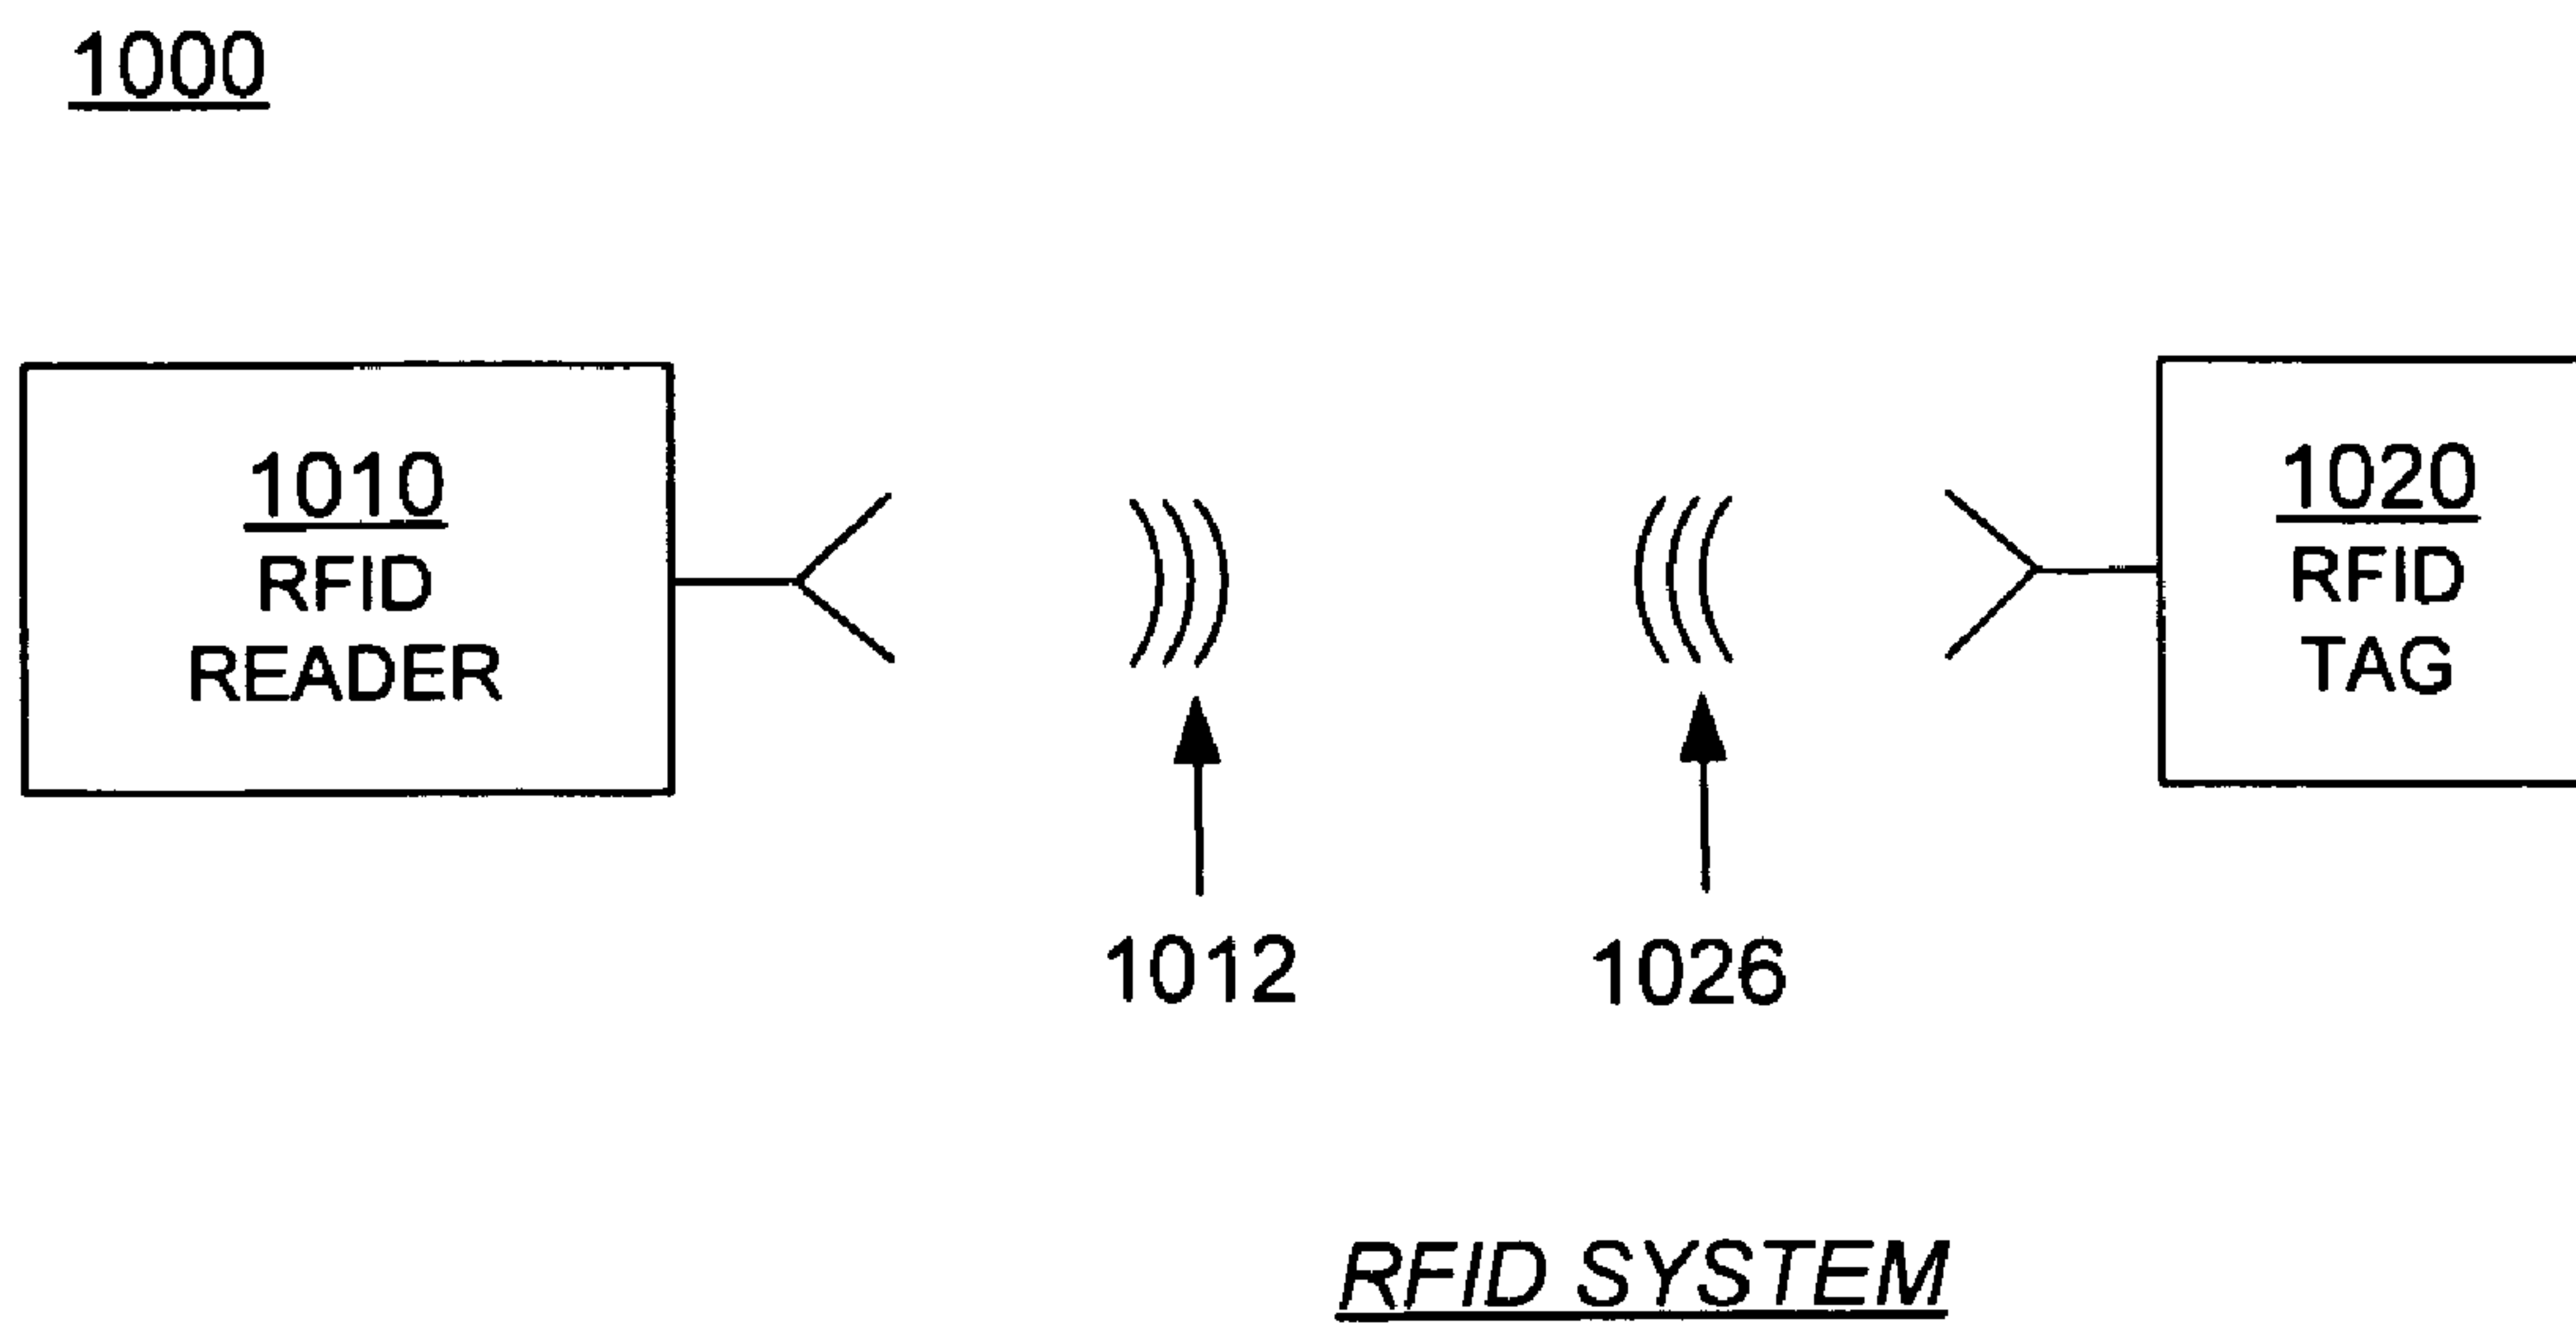 1000
1010
RFID
READER
1020
RFID
TAG
1012
1026
RFID SYSTEM